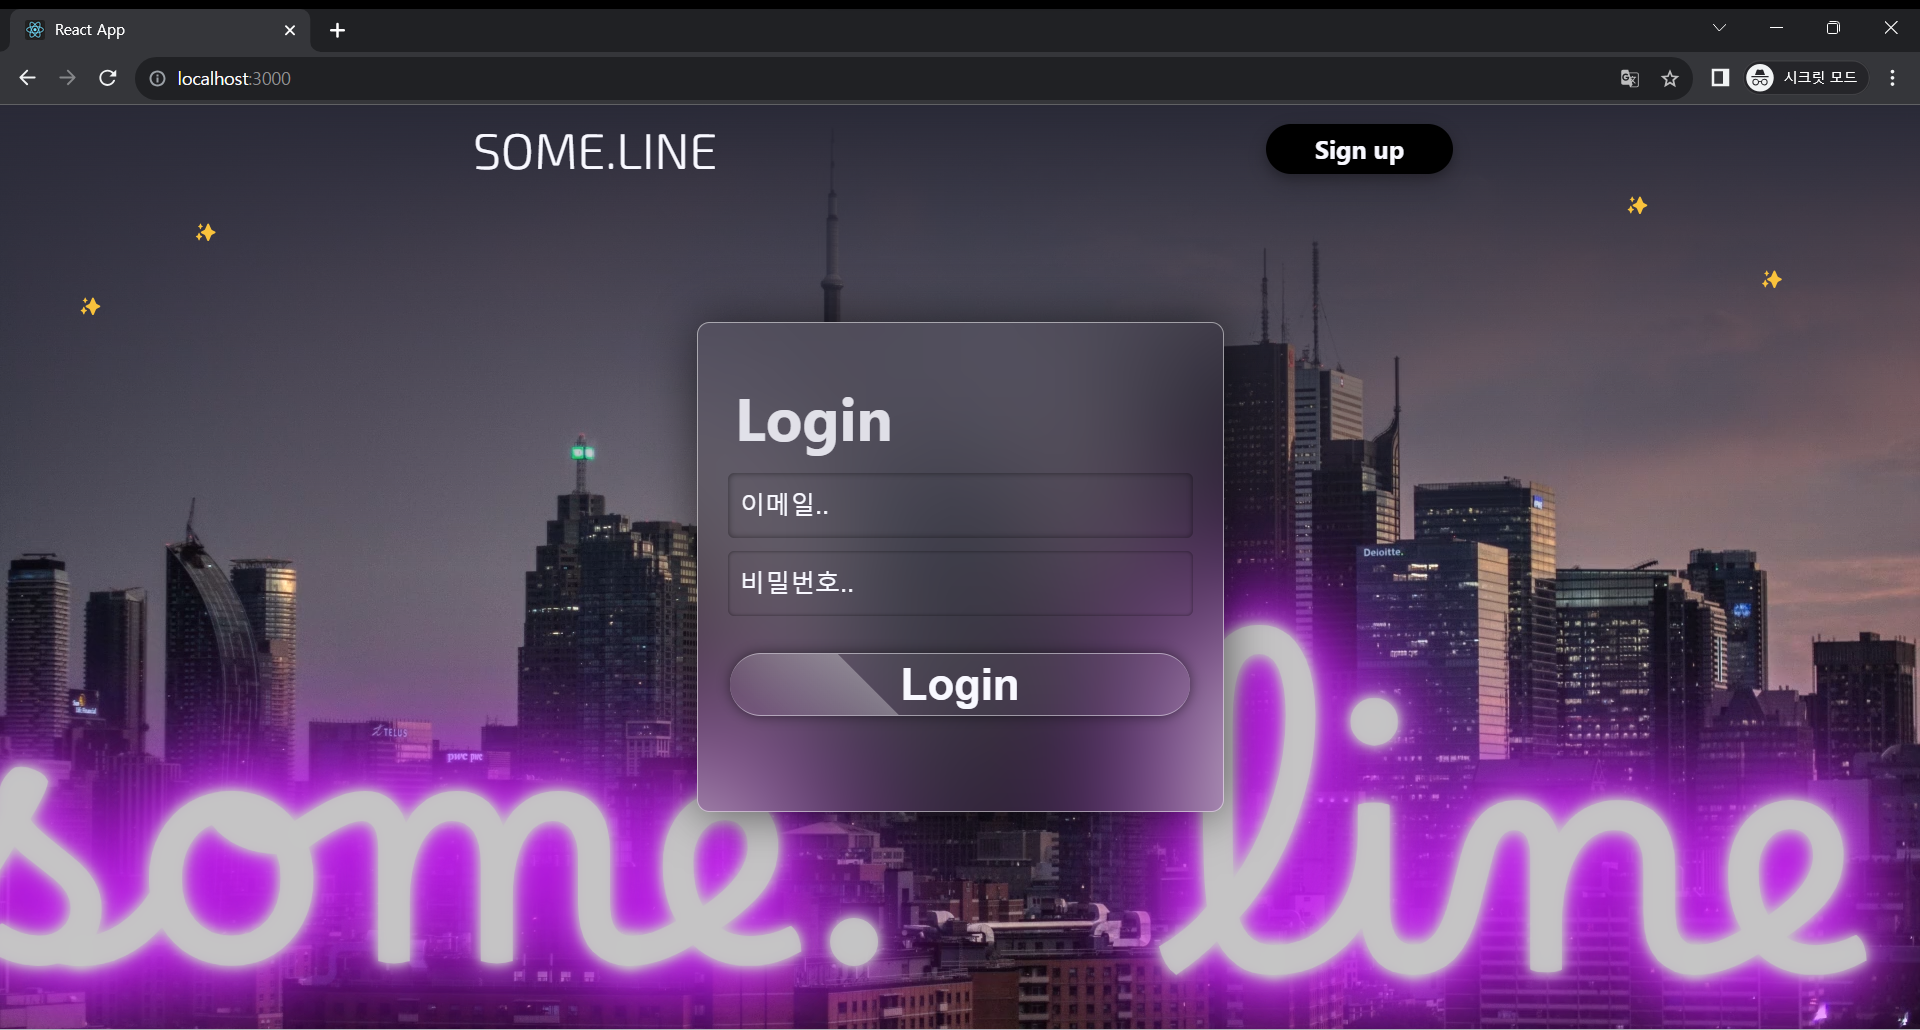 React App
localhost:3000
시크릿 모드
SOME.LINE
Sign up
Login
이메일..
비밀번호..
Login
Deloitte.
TELUS
pwc pwc
some. line